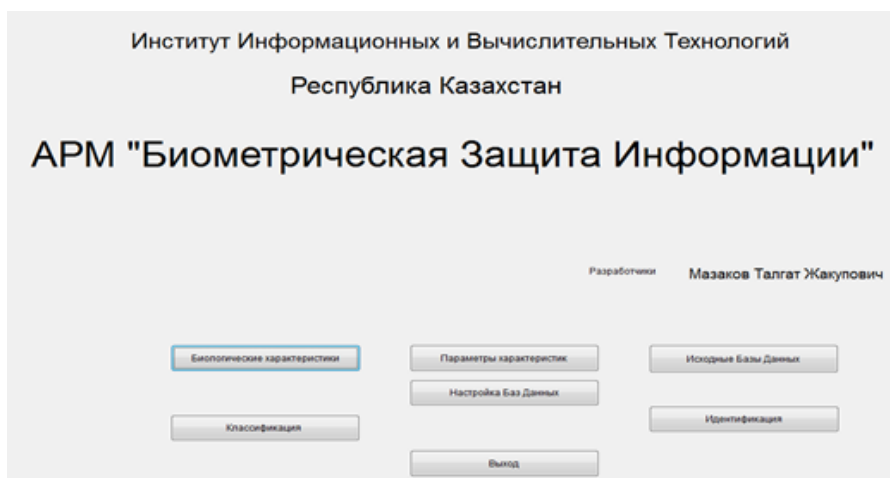 Институт Информационных и Вычислительных Технологий
Республика Казахстан
АРМ "Биометрическая Защита Информации"
Разработчики Мазаков Талгат Жакупович
Биологические характеристики Параметры характеристик Исходные Базы Данных
Настройка Баз Данных
Классификация Идентификация
Выход